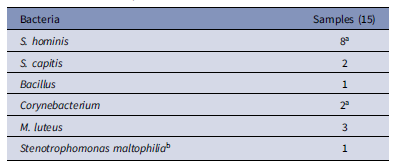 Bacteria Samples (15)
S. hominis 8ᵃ
S. capitis 2
Bacillus 1
Corynebacterium 2ᵃ
M. luteus 3
Stenotrophomonas maltophiliaᵇ 1